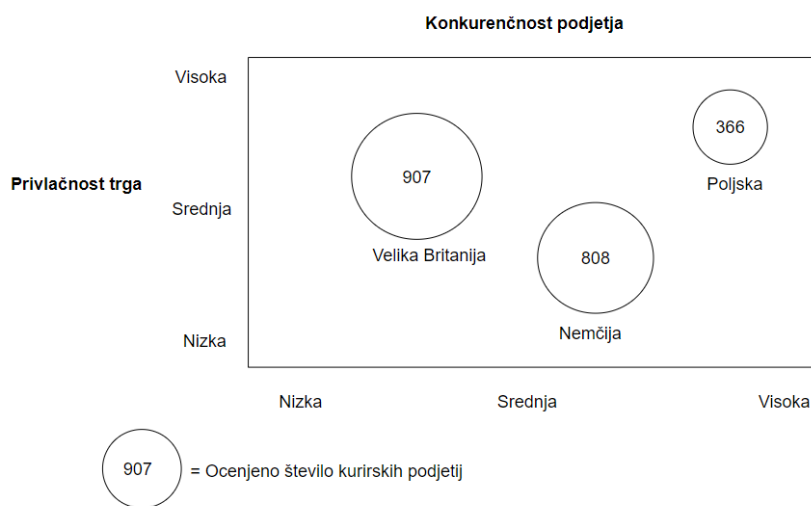 Konkurenčnost podjetja
Visoka
366
Privlačnost trga
907
Poljska
Srednja
Velika Britanija
808
Nemčija
Nizka
Nizka
Srednja
Visoka
907
= Ocenjeno število kurirskih podjetij